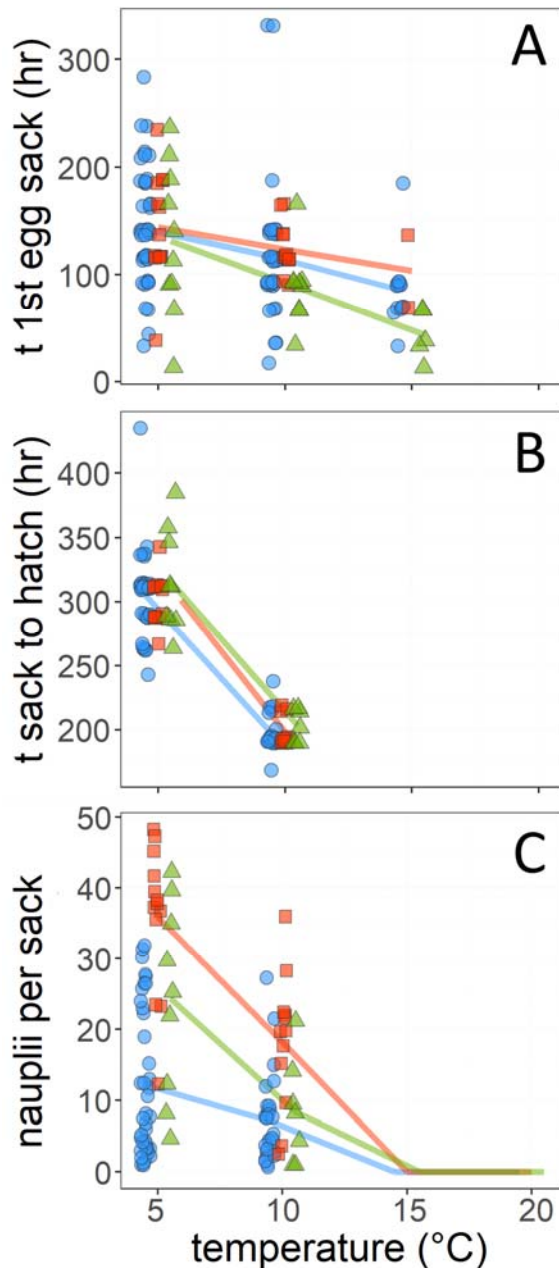 A
t 1st egg sack (hr)
300
200
100
0
B
t sack to hatch (hr)
400
350
300
250
200
C
nauplii per sack
50
40
30
20
10
0
5 10 15 20
temperature (°C)